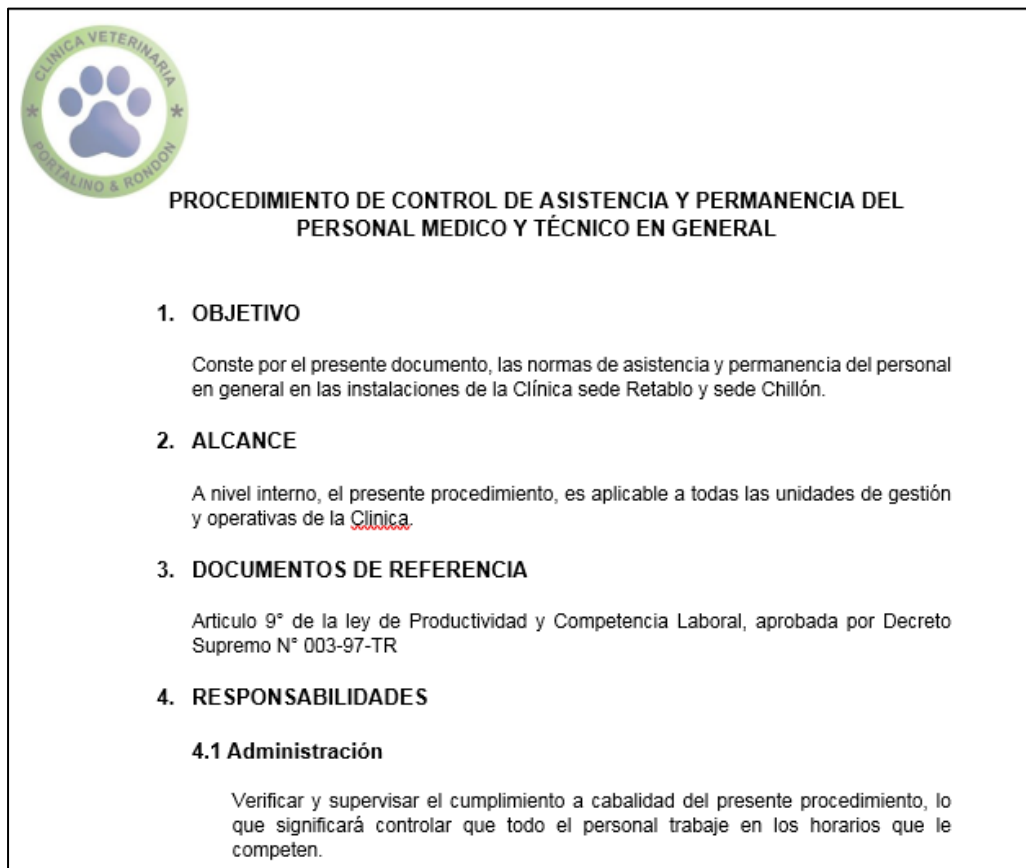 CLINICA VETERINARIA
PORTALINO & RONDON
PROCEDIMIENTO DE CONTROL DE ASISTENCIA Y PERMANENCIA DEL
PERSONAL MEDICO Y TÉCNICO EN GENERAL
1. OBJETIVO
Conste por el presente documento, las normas de asistencia y permanencia del personal
en general en las instalaciones de la Clínica sede Retablo y sede Chillón.
2. ALCANCE
A nivel interno, el presente procedimiento, es aplicable a todas las unidades de gestión
y operativas de la Clinica.
3. DOCUMENTOS DE REFERENCIA
Articulo 9° de la ley de Productividad y Competencia Laboral, aprobada por Decreto
Supremo N° 003-97-TR
4. RESPONSABILIDADES
4.1 Administración
Verificar y supervisar el cumplimiento a cabalidad del presente procedimiento, lo
que significará controlar que todo el personal trabaje en los horarios que le
competen.